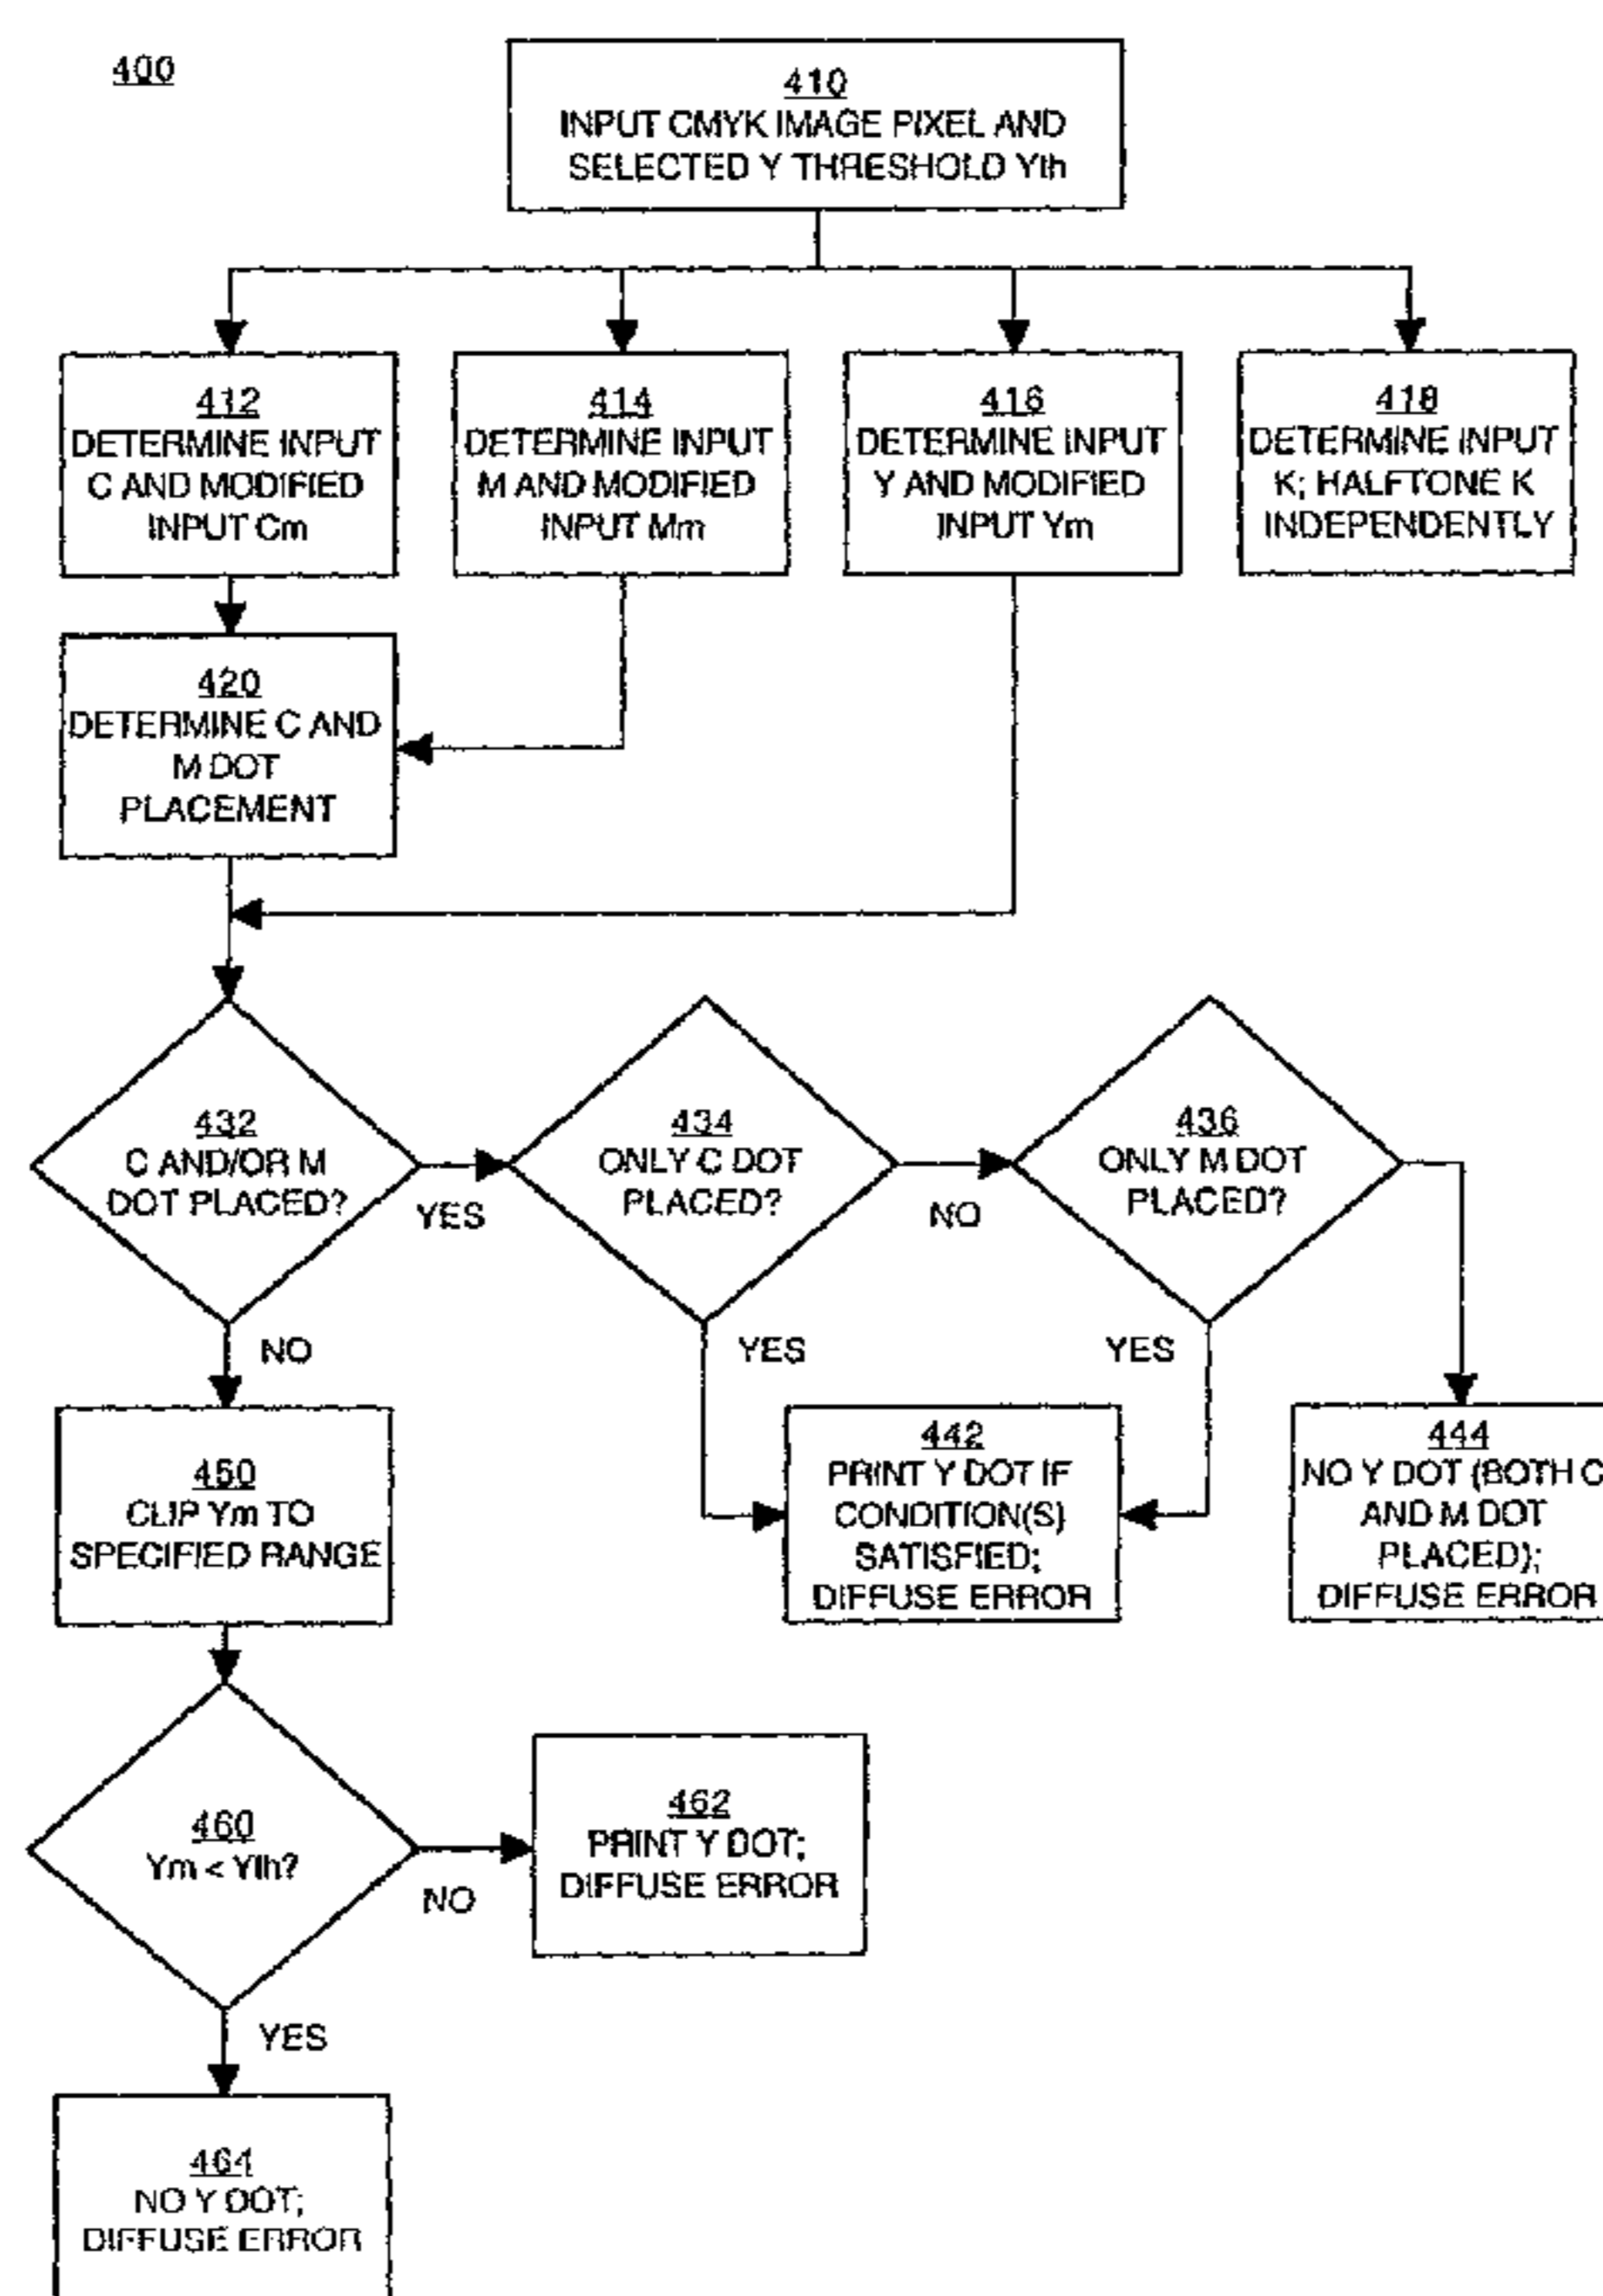 400
410
INPUT CMYK IMAGE PIXEL AND
SELECTED Y THRESHOLD Yth
412
DETERMINE INPUT
C AND MODIFIED
INPUT Cm
414
DETERMINE INPUT
M AND MODIFIED
INPUT Mm
416
DETERMINE INPUT
Y AND MODIFIED
INPUT Ym
418
DETERMINE INPUT
K; HALFTONE K
INDEPENDENTLY
420
DETERMINE C AND
M DOT
PLACEMENT
432
C AND/OR M
DOT PLACED?
YES
NO
434
ONLY C DOT
PLACED?
NO
YES
436
ONLY M DOT
PLACED?
YES
442
PRINT Y DOT IF
CONDITION(S)
SATISFIED;
DIFFUSE ERROR
444
NO Y DOT (BOTH C
AND M DOT
PLACED);
DIFFUSE ERROR
450
CLIP Ym TO
SPECIFIED RANGE
460
Ym < Yth?
NO
YES
462
PRINT Y DOT;
DIFFUSE ERROR
464
NO Y DOT;
DIFFUSE ERROR